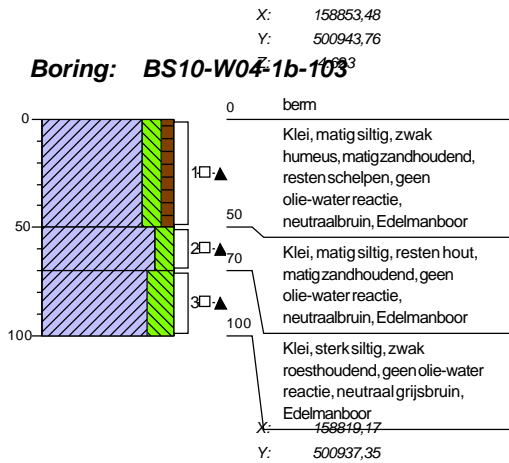 X: 158853,48
Y: 500943,76
Boring: BS10-W04-1b-103
Z:
0 berm
0
Klei, matig siltig, zwak
humeus, matig zandhoudend,
resten schelpen, geen
olie-water reactie,
neutraalbruin, Edelmanboor
1
50
50
Klei, matig siltig, resten hout,
matig zandhoudend, geen
olie-water reactie,
neutraalbruin, Edelmanboor
2
70
3
100
100
Klei, sterk siltig, zwak
roesthoudend, geen olie-water
reactie, neutraal grijsbruin,
Edelmanboor
X: 158819,17
Y: 500937,35